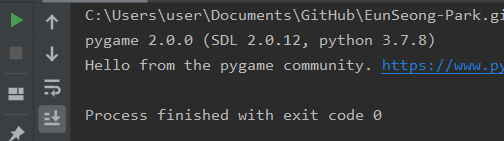 C:\Users\user\Documents\GitHub\EunSeong-Park.gi
pygame 2.0.0 (SDL 2.0.12, python 3.7.8)
Hello from the pygame community. https://www.py
Process finished with exit code 0